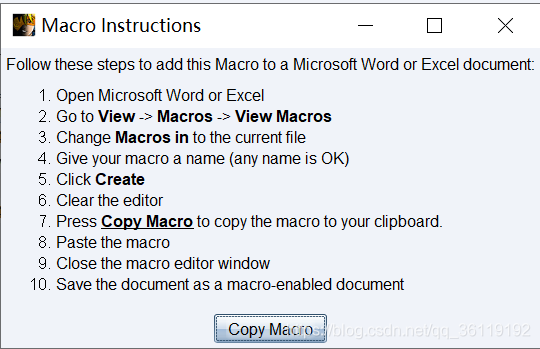 Macro Instructions
Follow these steps to add this Macro to a Microsoft Word or Excel document:
1. Open Microsoft Word or Excel
2. Go to View -> Macros -> View Macros
3. Change Macros in to the current file
4. Give your macro a name (any name is OK)
5. Click Create
6. Clear the editor
7. Press Copy Macro to copy the macro to your clipboard.
8. Paste the macro
9. Close the macro editor window
10. Save the document as a macro-enabled document
Copy Macro
https://blog.csdn.net/qq_36119192